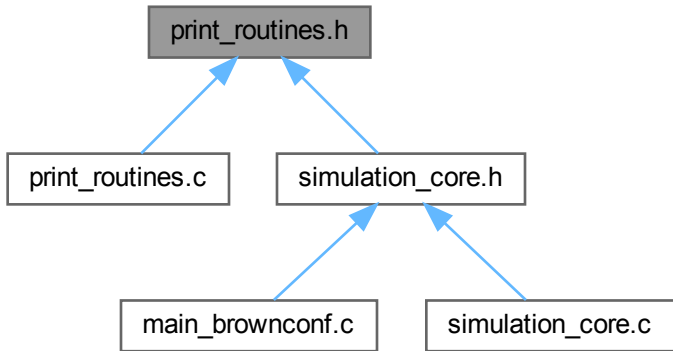 print_routines.h
print_routines.c
simulation_core.h
main_brownconf.c
simulation_core.c